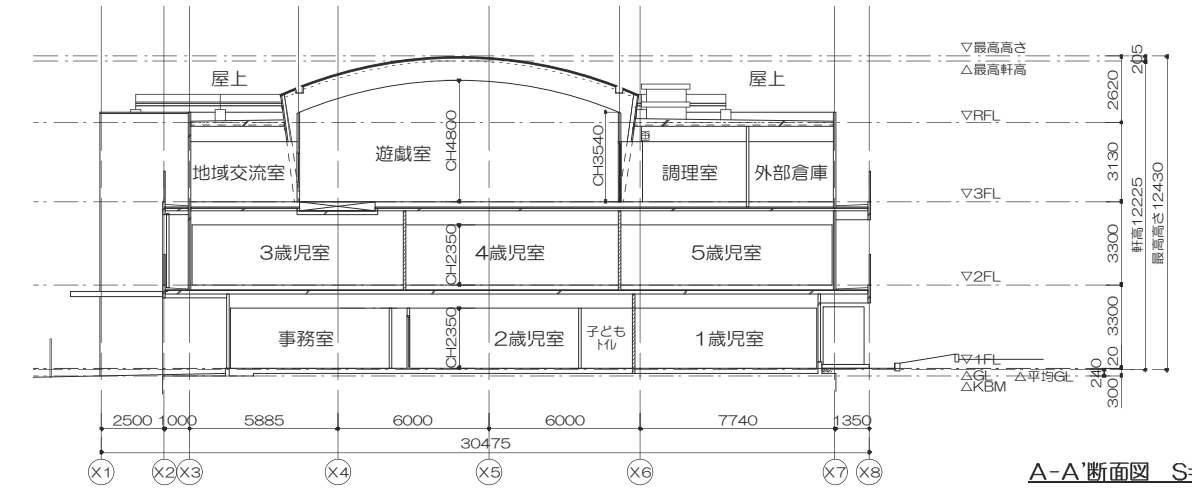 ▽最高高さ
△最高軒高
205
屋上
屋上
2620
▽RFL
CH4800
CH3540
遊戯室
地域交流室
調理室
外部倉庫
3130
軒高12225
最高高さ12430
▽3FL
3歳児室
CH2350
4歳児室
5歳児室
3300
▽2FL
事務室
CH2350
2歳児室
子ども
トイレ
1歳児室
3300
▽1FL
△GL
△平均GL
△KBM
120
240
300
2500
1000
5885
6000
6000
7740
1350
30475
X1
X2
X3
X4
X5
X6
X7
X8
A-A'断面図 S=